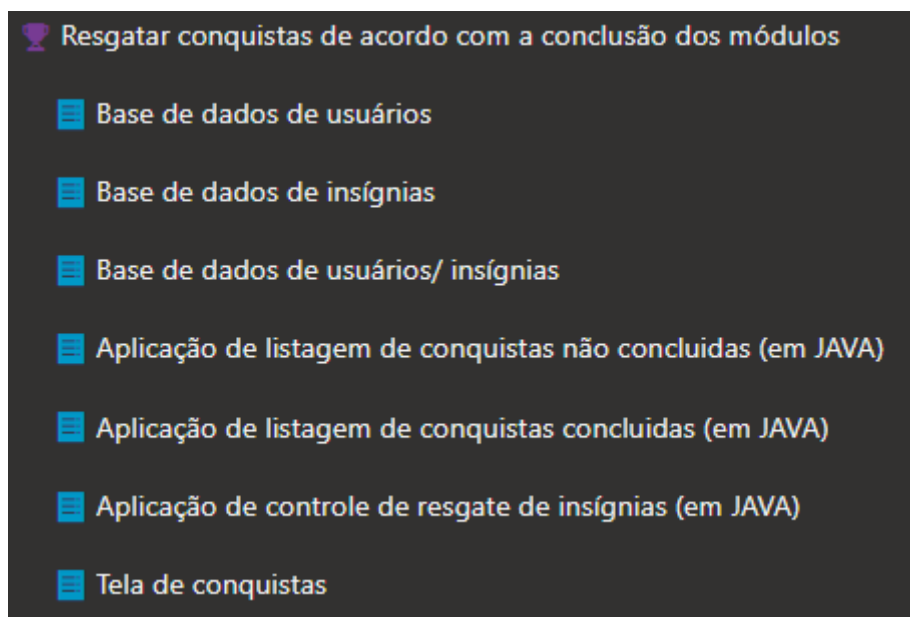 Resgatar conquistas de acordo com a conclusão dos módulos
Base de dados de usuários
Base de dados de insígnias
Base de dados de usuários/ insígnias
Aplicação de listagem de conquistas não concluidas (em JAVA)
Aplicação de listagem de conquistas concluidas (em JAVA)
Aplicação de controle de resgate de insígnias (em JAVA)
Tela de conquistas